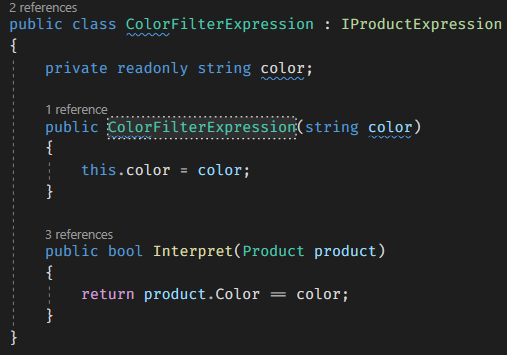 2 references
public class ColorFilterExpression : IProductExpression
{
private readonly string color;
1 reference
public ColorFilterExpression(string color)
{
this.color = color;
}
3 references
public bool Interpret(Product product)
{
return product.Color == color;
}
}